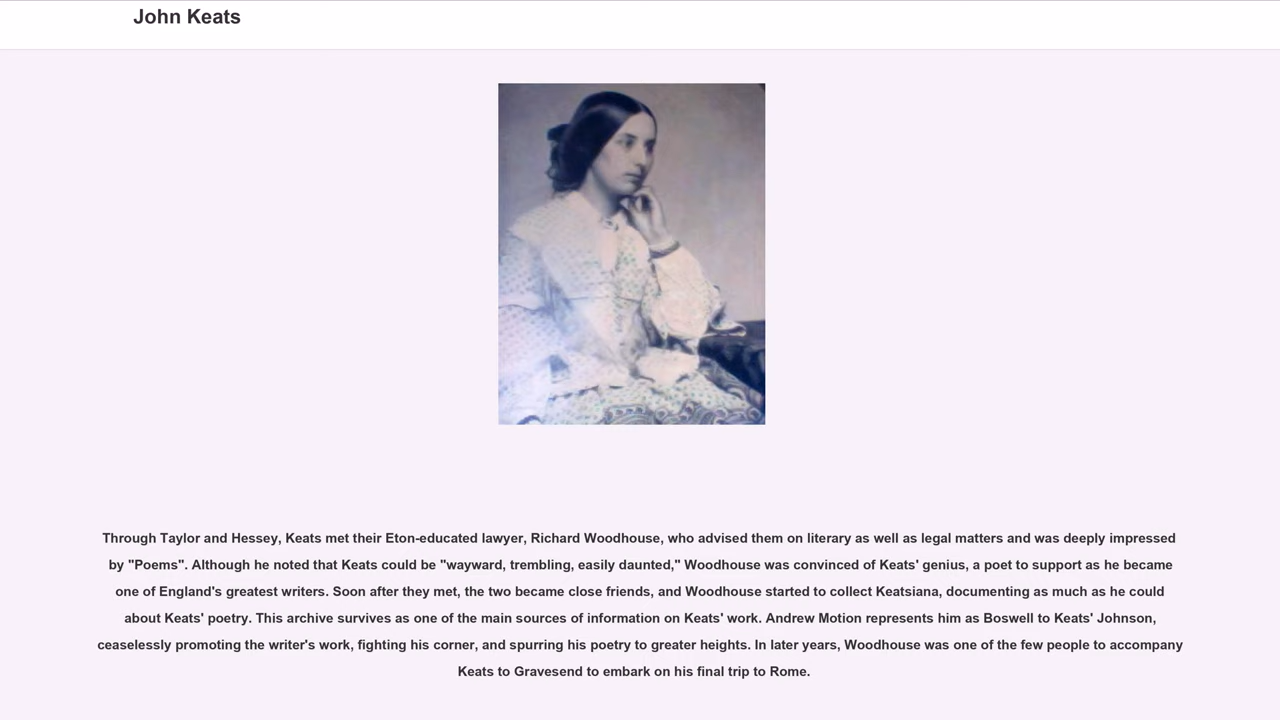 John Keats
Through Taylor and Hessey, Keats met their Eton-educated lawyer, Richard Woodhouse, who advised them on literary as well as legal matters and was deeply impressed
by "Poems". Although he noted that Keats could be "wayward, trembling, easily daunted," Woodhouse was convinced of Keats' genius, a poet to support as he became
one of England's greatest writers. Soon after they met, the two became close friends, and Woodhouse started to collect Keatsiana, documenting as much as he could
about Keats' poetry. This archive survives as one of the main sources of information on Keats' work. Andrew Motion represents him as Boswell to Keats' Johnson,
ceaselessly promoting the writer's work, fighting his corner, and spurring his poetry to greater heights. In later years, Woodhouse was one of the few people to accompany
Keats to Gravesend to embark on his final trip to Rome.